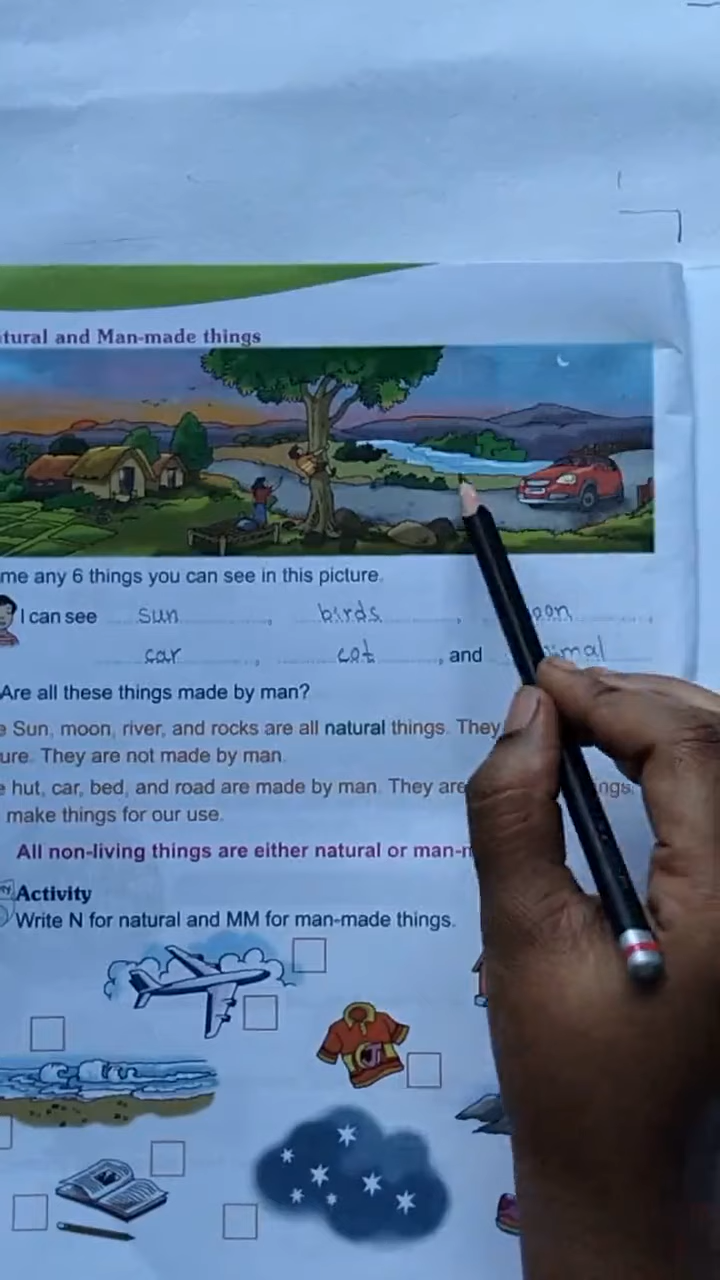 tural and Man-made things
me any 6 things you can see in this picture.
I can see sun, birds, oon,
car, cot, and imal
Are all these things made by man?
e Sun, moon, river, and rocks are all natural things. They
ure. They are not made by man.
e hut, car, bed, and road are made by man. They are ngs.
make things for our use.
All non-living things are either natural or man-m
Activity
Write N for natural and MM for man-made things.